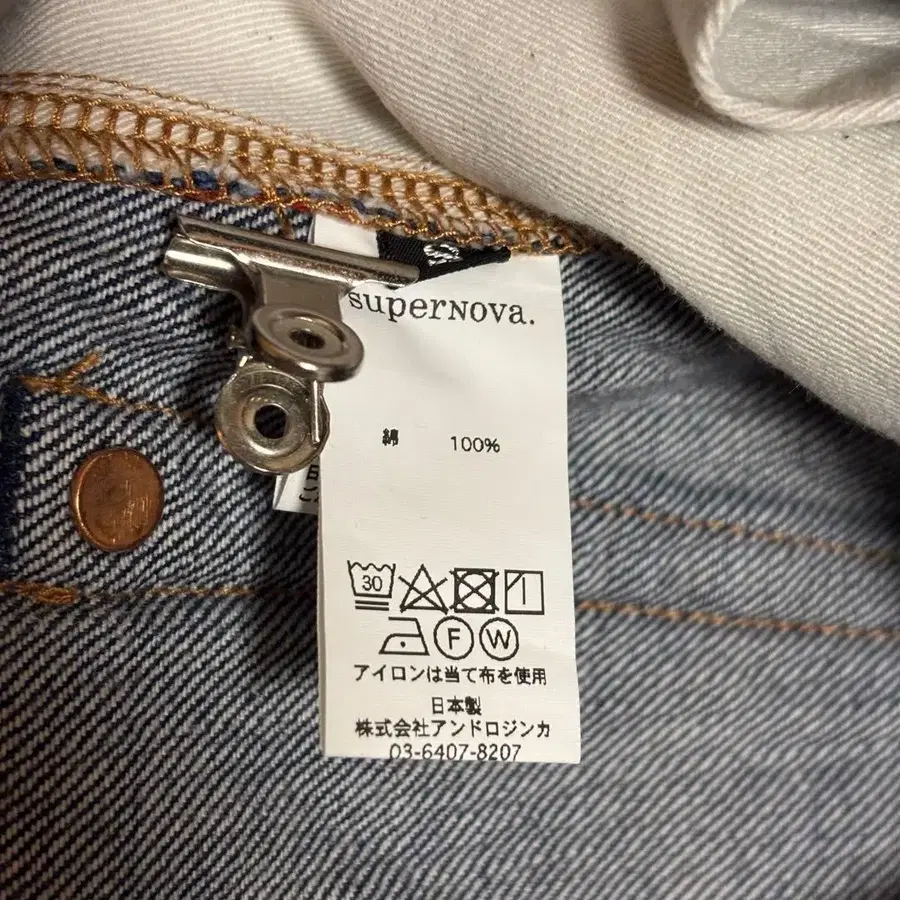 supernova.
綿 100%
30
F W
アイロンは当て布を使用
日本製
株式会社アンドロジンカ
03-6407-8207